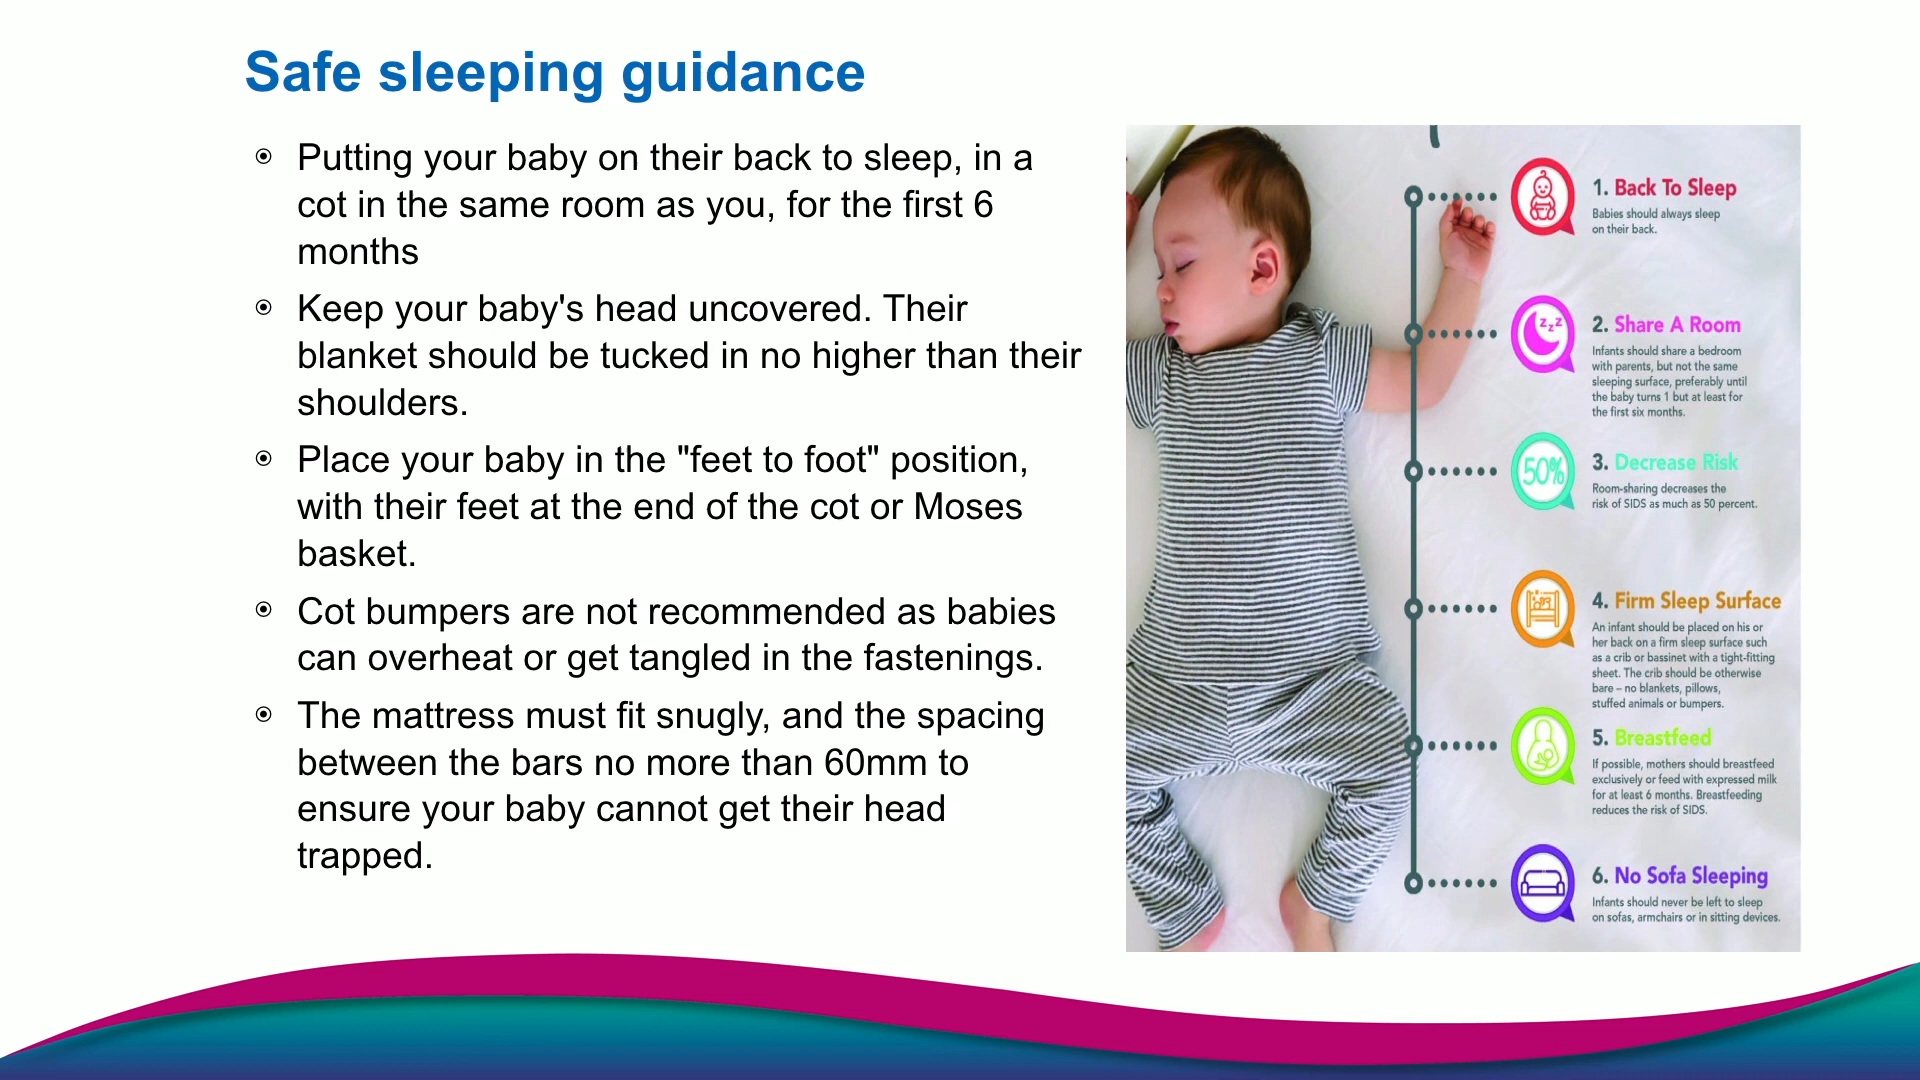 Safe sleeping guidance
Putting your baby on their back to sleep, in a
cot in the same room as you, for the first 6
months
Keep your baby's head uncovered. Their
blanket should be tucked in no higher than their
shoulders.
Place your baby in the "feet to foot" position,
with their feet at the end of the cot or Moses
basket.
Cot bumpers are not recommended as babies
can overheat or get tangled in the fastenings.
The mattress must fit snugly, and the spacing
between the bars no more than 60mm to
ensure your baby cannot get their head
trapped.
1. Back To Sleep
Babies should always sleep
on their back.
zzz
2. Share A Room
Infants should share a bedroom
with parents, but not the same
sleeping surface, preferably until
the baby turns 1 but at least for
the first six months.
50%
3. Decrease Risk
Room-sharing decreases the
risk of SIDS as much as 50 percent.
4. Firm Sleep Surface
An infant should be placed on his or
her back on a firm sleep surface such
as a crib or bassinet with a tight-fitting
sheet. The crib should be otherwise
bare – no blankets, pillows,
stuffed animals or bumpers.
5. Breastfeed
If possible, mothers should breastfeed
exclusively or feed with expressed milk
for at least 6 months. Breastfeeding
reduces the risk of SIDS.
6. No Sofa Sleeping
Infants should never be left to sleep
on sofas, armchairs or in sitting devices.